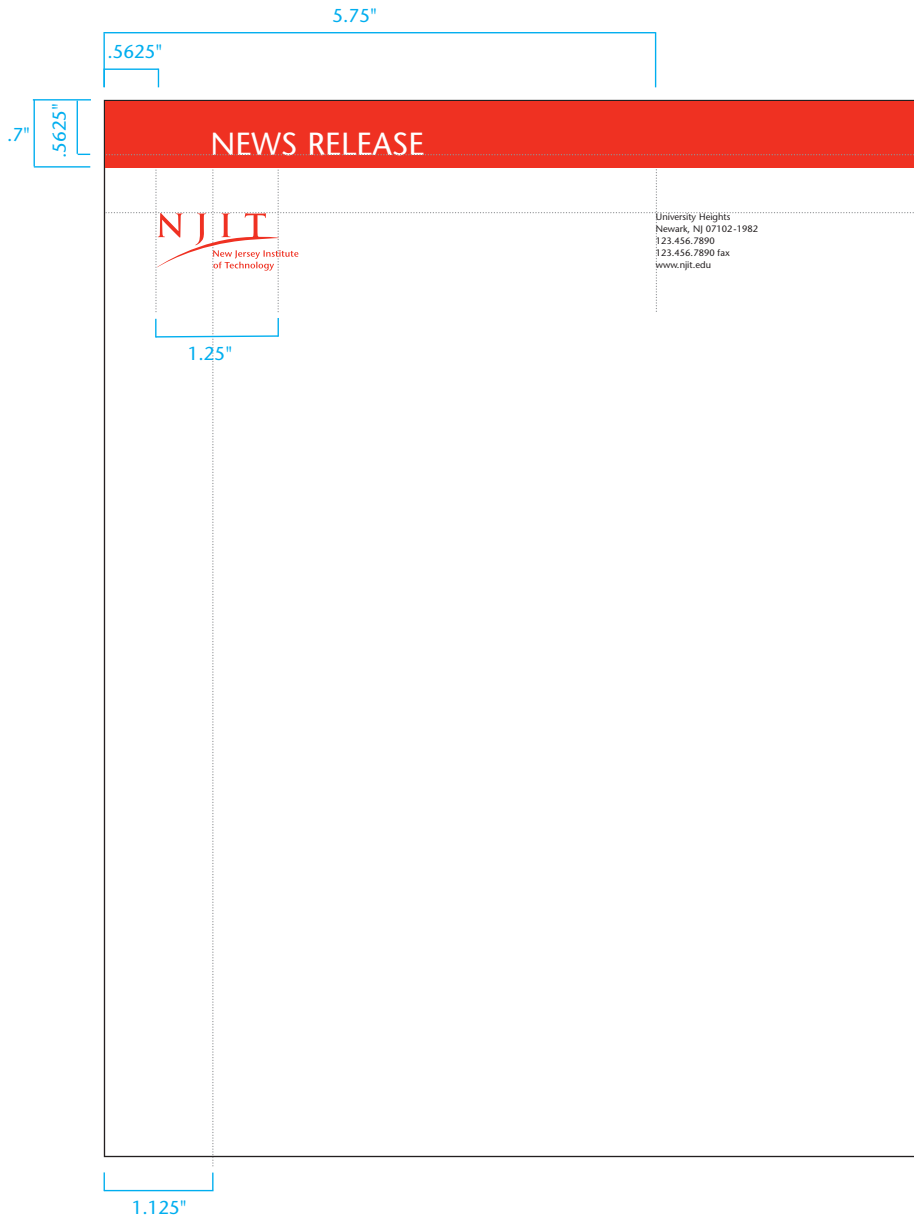 5.75"
.5625"
.7"
.5625"
NEWS RELEASE
NJIT
New Jersey Institute
of Technology
University Heights
Newark, NJ 07102-1982
123.456.7890
123.456.7890 fax
www.njit.edu
1.25"
1.125"